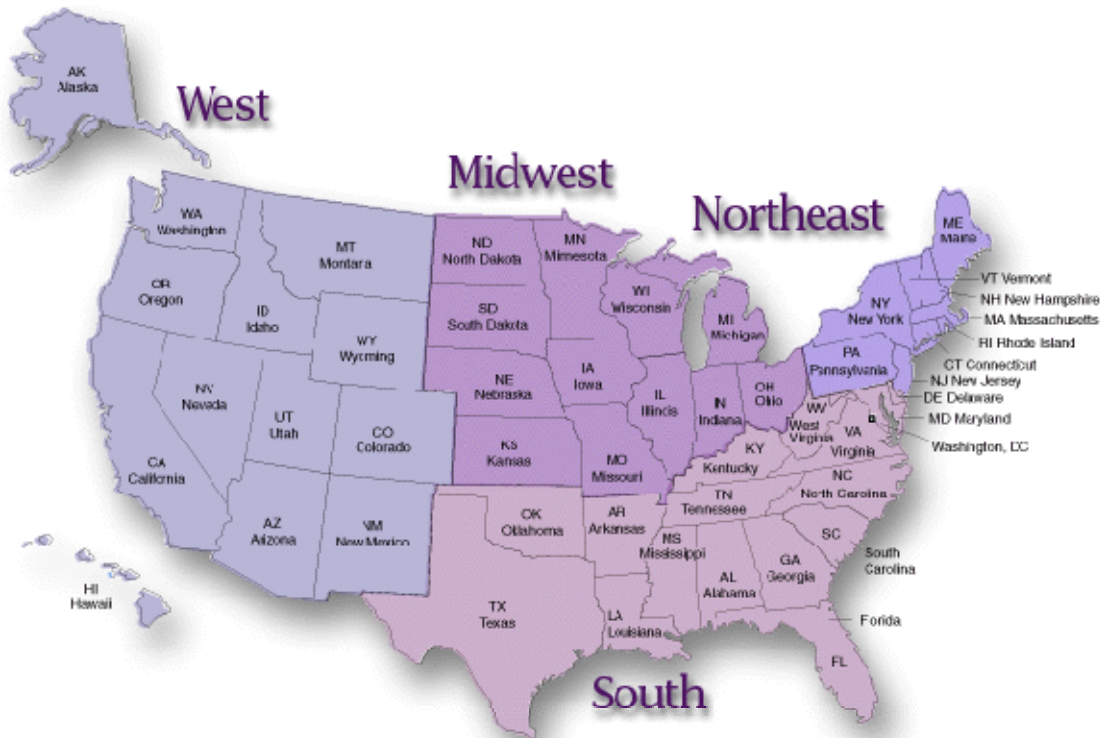 AK
Alaska
West
Midwest
Northeast
WA
Washington
OR
Oregon
ID
Idaho
MT
Montara
WY
Wycming
NV
Nevada
UT
Utah
CO
Colorado
CA
California
AZ
Arizona
NM
New Mexico
HI
Hawaii
ND
North Dakota
SD
South Dakota
NE
Nebraska
KS
Kansas
MN
Minnesota
IA
Iowa
MO
Missouri
WI
Wisconsin
IL
Illincis
MI
Michigan
IN
Indiana
OH
Ohio
ME
Maine
VT Vermont
NH New Hampshire
MA Massachusetts
RI Rhode Island
CT Connecticut
NJ New Jersey
NY
New York
PA
Pennsylvania
DE Delaware
MD Maryland
Washington, DC
WV
West
Virginia
VA
Virginia
KY
Kentucky
NC
North Carolina
TN
Tennessee
SC
South
Carolina
OK
Oklahoma
AR
Arkansas
MS
Mississippi
AL
Alabama
GA
Georgia
TX
Texas
LA
Louisiana
Forida
FL
South